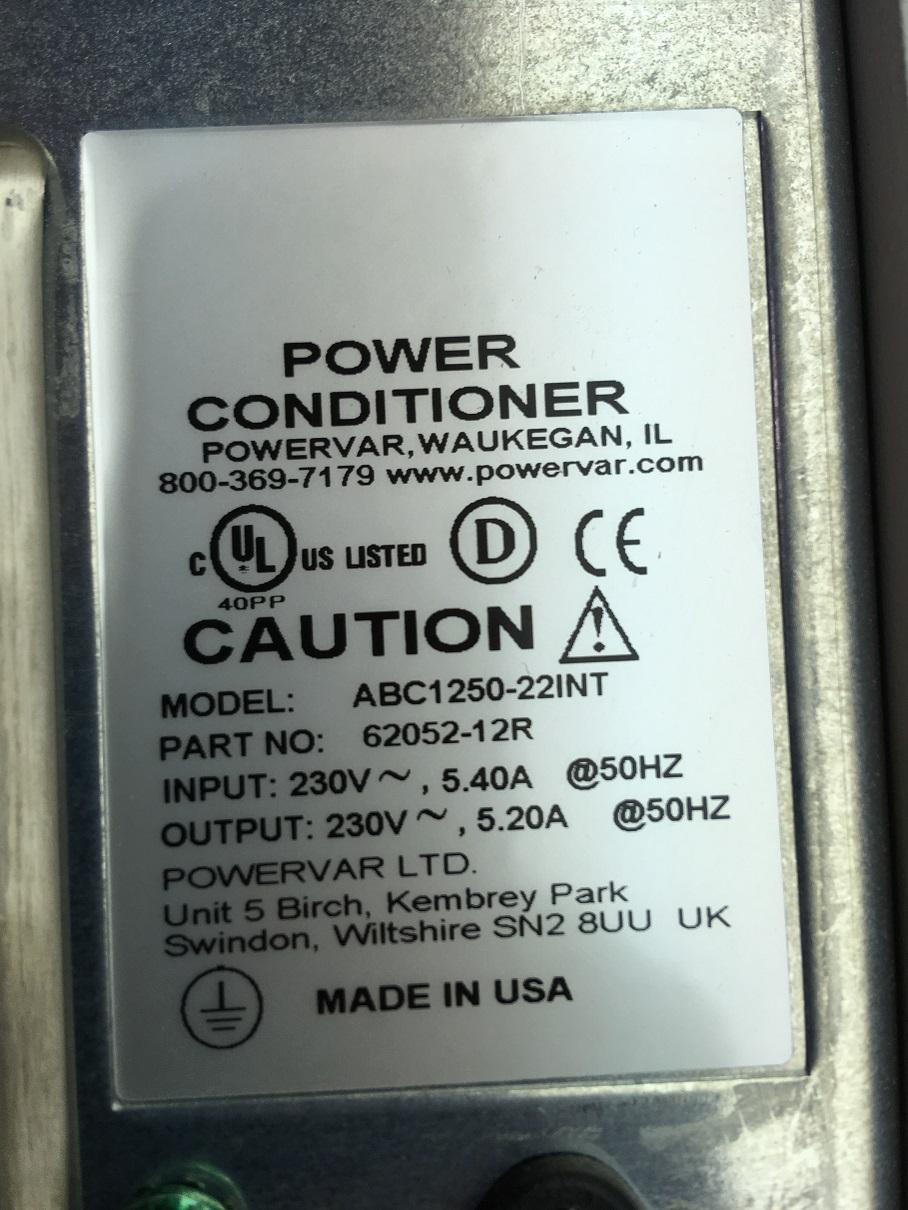 POWER
CONDITIONER
POWERVAR, WAUKEGAN, IL
800-369-7179 www.powervar.com
C UL US LISTED D CE
40PP
CAUTION !
MODEL: ABC1250-22INT
PART NO: 62052-12R
INPUT: 230V~, 5.40A @50HZ
OUTPUT: 230V~, 5.20A @50HZ
POWERVAR LTD.
Unit 5 Birch, Kembrey Park
Swindon, Wiltshire SN2 8UU UK
MADE IN USA